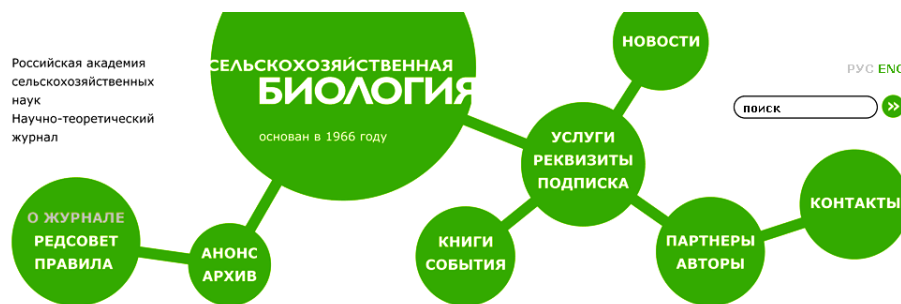 Российская академия
сельскохозяйственных
наук
Научно-теоретический
журнал
СЕЛЬСКОХОЗЯЙСТВЕННАЯ
БИОЛОГИЯ
основан в 1966 году
НОВОСТИ
РУС ENG
поиск
»
УСЛУГИ
РЕКВИЗИТЫ
ПОДПИСКА
О ЖУРНАЛЕ
РЕДСОВЕТ
ПРАВИЛА
АНОНС
АРХИВ
КНИГИ
СОБЫТИЯ
ПАРТНЕРЫ
АВТОРЫ
КОНТАКТЫ